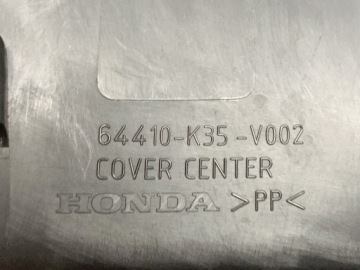 64410-K35-V002
COVER CENTER
HONDA >PP<